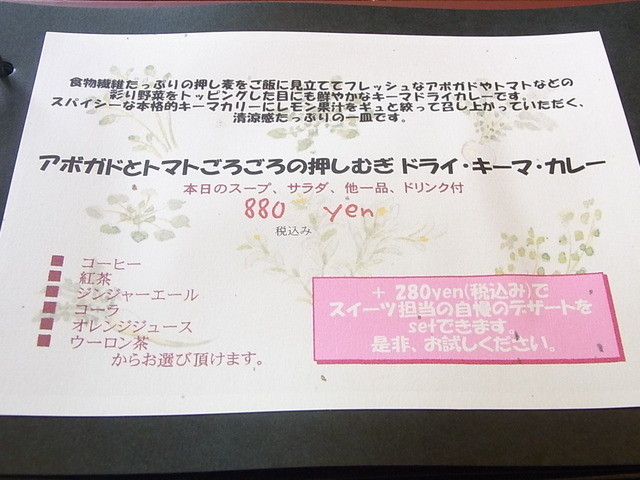 食物繊維たっぷりの押し麦をご飯に見立ててフレッシュなアボガドやトマトなどの
彩り野菜をトッピングした目にも鮮やかなキーマドライカレーです。
スパイシーな本格的キーマカリーにレモン果汁をギュと絞って召し上がっていただく、
清涼感たっぷりの一皿です。
アボガドとトマトごろごろの押しむぎ ドライ・キーマ・カレー
本日のスープ、サラダ、他一品、ドリンク付
880 yen
税込み
コーヒー
紅茶
ジンジャーエール
コーラ
オレンジジュース
ウーロン茶
からお選び頂けます。
+ 280yen(税込み)で
スイーツ担当の自慢のデザートを
setできます。
是非、お試しください。